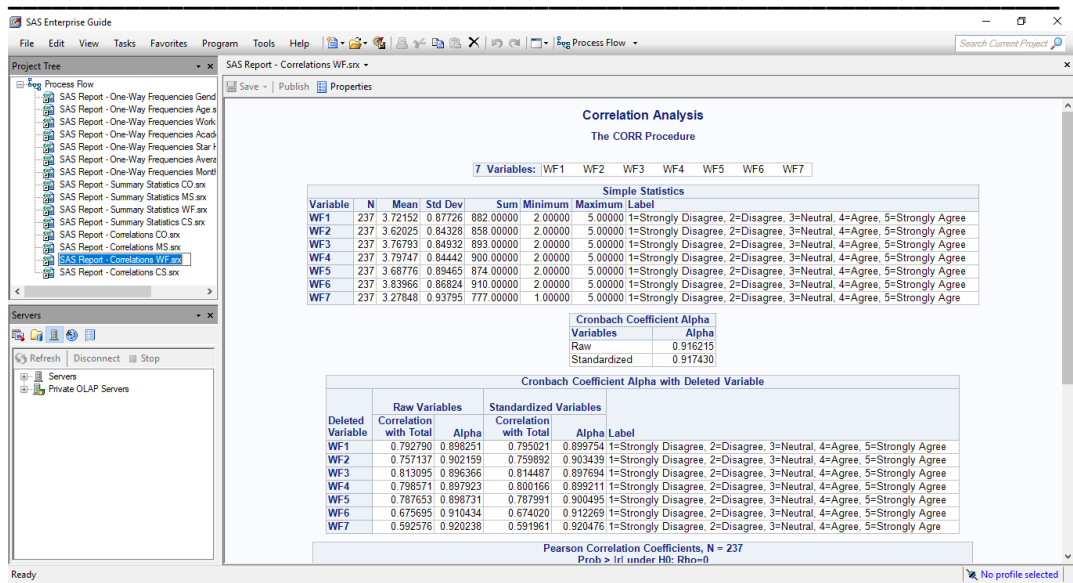 SAS Enterprise Guide
File Edit View Tasks Favorites Program Tools Help Process Flow Search Current Project
Project Tree
Process Flow
SAS Report - One-Way Frequencies Gend
SAS Report - One-Way Frequencies Age.s
SAS Report - One-Way Frequencies Work
SAS Report - One-Way Frequencies Acad
SAS Report - One-Way Frequencies Star H
SAS Report - One-Way Frequencies Avera
SAS Report - One-Way Frequencies Month
SAS Report - Summary Statistics CO.srx
SAS Report - Summary Statistics MS.srx
SAS Report - Summary Statistics WF.srx
SAS Report - Summary Statistics CS.srx
SAS Report - Correlations CO.srx
SAS Report - Correlations MS.srx
SAS Report - Correlations WF.srx
SAS Report - Correlations CS.srx
Servers
Refresh Disconnect Stop
Servers
Private OLAP Servers
SAS Report - Correlations WF.srx
Save Publish Properties
Correlation Analysis
The CORR Procedure
7 Variables: WF1 WF2 WF3 WF4 WF5 WF6 WF7
Simple Statistics
Variable N Mean Std Dev Sum Minimum Maximum Label
WF1 237 3.72152 0.87726 882.00000 2.00000 5.00000 1=Strongly Disagree, 2=Disagree, 3=Neutral, 4=Agree, 5=Strongly Agree
WF2 237 3.62025 0.84328 858.00000 2.00000 5.00000 1=Strongly Disagree, 2=Disagree, 3=Neutral, 4=Agree, 5=Strongly Agree
WF3 237 3.76793 0.84932 893.00000 2.00000 5.00000 1=Strongly Disagree, 2=Disagree, 3=Neutral, 4=Agree, 5=Strongly Agree
WF4 237 3.79747 0.84442 900.00000 2.00000 5.00000 1=Strongly Disagree, 2=Disagree, 3=Neutral, 4=Agree, 5=Strongly Agree
WF5 237 3.68776 0.89465 874.00000 2.00000 5.00000 1=Strongly Disagree, 2=Disagree, 3=Neutral, 4=Agree, 5=Strongly Agree
WF6 237 3.83966 0.86824 910.00000 2.00000 5.00000 1=Strongly Disagree, 2=Disagree, 3=Neutral, 4=Agree, 5=Strongly Agree
WF7 237 3.27848 0.93795 777.00000 1.00000 5.00000 1=Strongly Disagree, 2=Disagree, 3=Neutral, 4=Agree, 5=Strongly Agre
Cronbach Coefficient Alpha
Variables Alpha
Raw 0.916215
Standardized 0.917430
Cronbach Coefficient Alpha with Deleted Variable
Raw Variables Standardized Variables
Deleted Correlation Correlation
Variable with Total Alpha with Total Alpha Label
WF1 0.792790 0.898251 0.795021 0.899754 1=Strongly Disagree, 2=Disagree, 3=Neutral, 4=Agree, 5=Strongly Agree
WF2 0.757137 0.902159 0.759892 0.903439 1=Strongly Disagree, 2=Disagree, 3=Neutral, 4=Agree, 5=Strongly Agree
WF3 0.813095 0.896366 0.814487 0.897694 1=Strongly Disagree, 2=Disagree, 3=Neutral, 4=Agree, 5=Strongly Agree
WF4 0.798571 0.897923 0.800166 0.899211 1=Strongly Disagree, 2=Disagree, 3=Neutral, 4=Agree, 5=Strongly Agree
WF5 0.787653 0.898731 0.787991 0.900495 1=Strongly Disagree, 2=Disagree, 3=Neutral, 4=Agree, 5=Strongly Agree
WF6 0.675695 0.910434 0.674020 0.912269 1=Strongly Disagree, 2=Disagree, 3=Neutral, 4=Agree, 5=Strongly Agree
WF7 0.592576 0.920238 0.591961 0.920476 1=Strongly Disagree, 2=Disagree, 3=Neutral, 4=Agree, 5=Strongly Agre
Pearson Correlation Coefficients, N = 237
Prob > |r| under H0: Rho=0
Ready
No profile selected